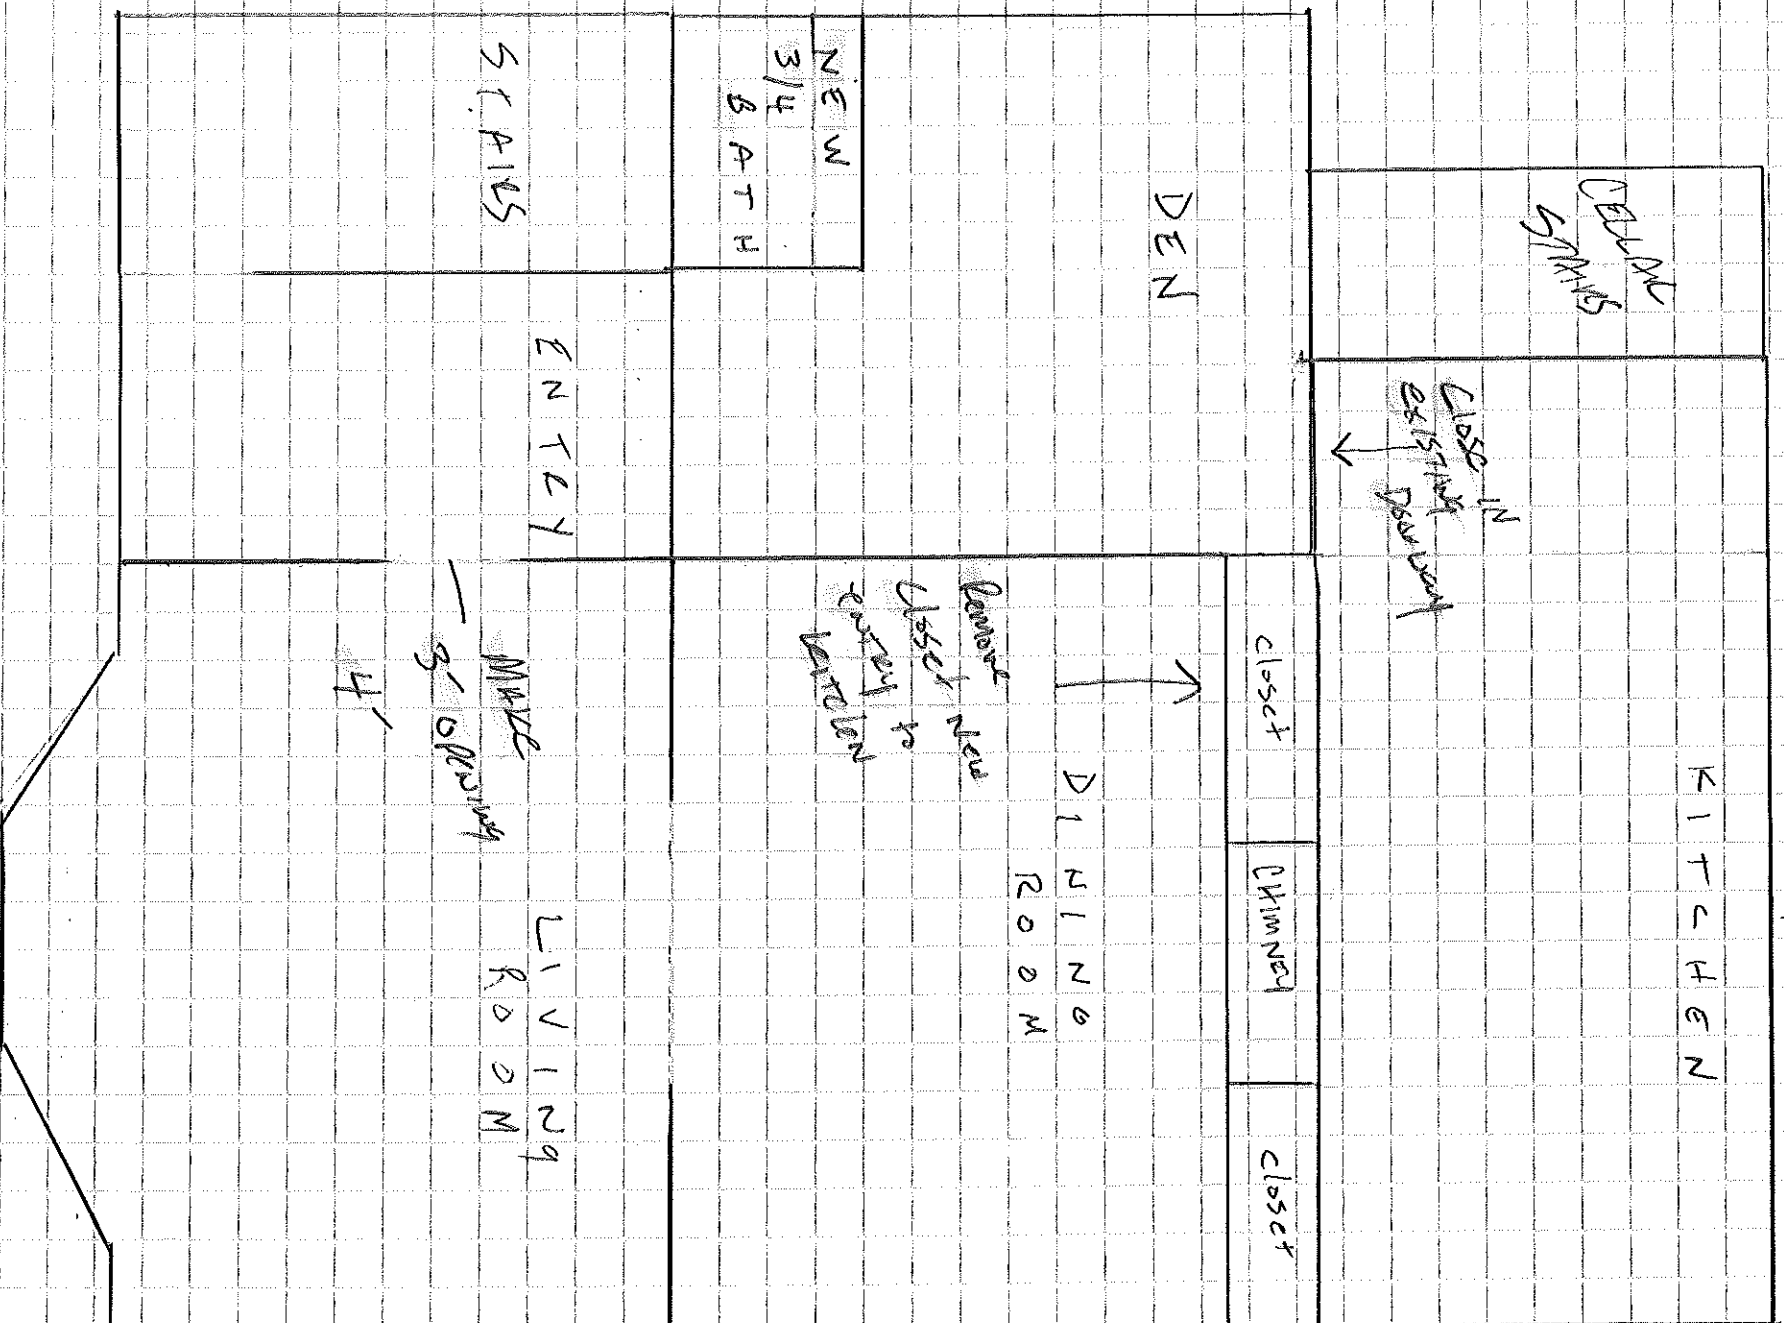 KITCHEN
CELLAR
STAIRS
CLOSE IN
EXISTING
DOORWAY
closet
CHIMNEY
closet
DEN
DINING
ROOM
Remove
closet New
entry to
kitchen
NEW
3/4
BATH
ENTRY
STAIRS
LIVINg
ROOM
MAKE
3' OPENING
4'